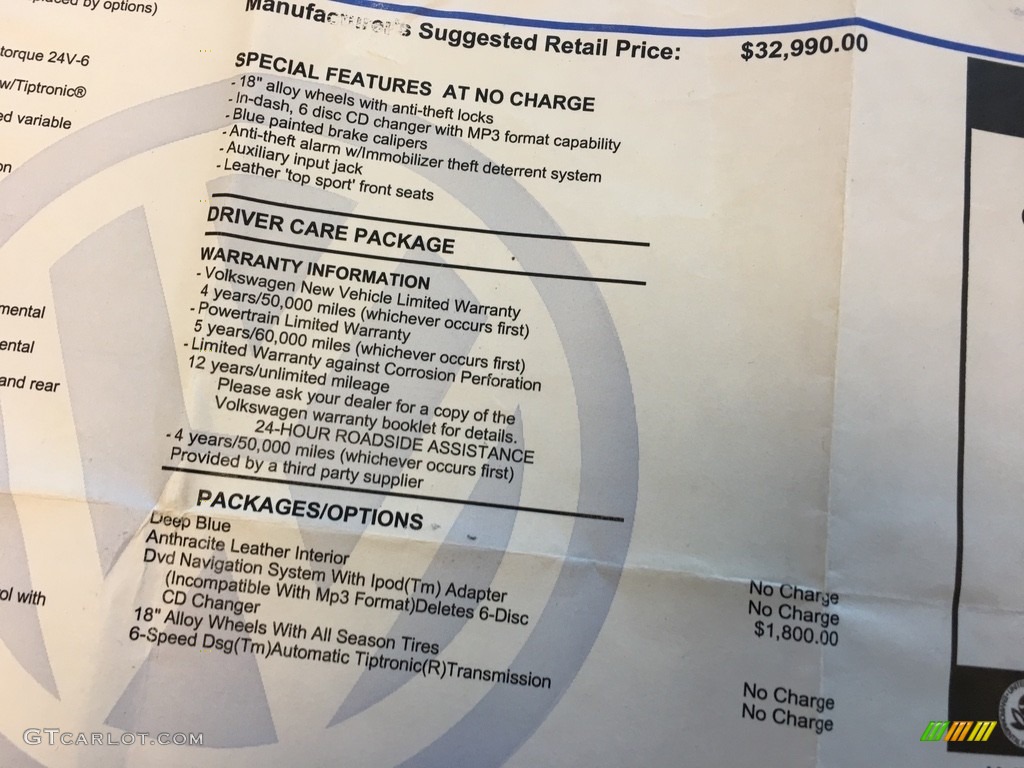 by options)
Manufacturer's Suggested Retail Price: $32,990.00
torque 24V-6
w/Tiptronic®
ed variable
on
mental
ental
and rear
ol with
SPECIAL FEATURES AT NO CHARGE
- 18" alloy wheels with anti-theft locks
- In-dash, 6 disc CD changer with MP3 format capability
- Blue painted brake calipers
- Anti-theft alarm w/Immobilizer theft deterrent system
- Auxiliary input jack
- Leather 'top sport' front seats
DRIVER CARE PACKAGE
WARRANTY INFORMATION
- Volkswagen New Vehicle Limited Warranty
4 years/50,000 miles (whichever occurs first)
- Powertrain Limited Warranty
5 years/60,000 miles (whichever occurs first)
- Limited Warranty against Corrosion Perforation
12 years/unlimited mileage
Please ask your dealer for a copy of the
Volkswagen warranty booklet for details.
24-HOUR ROADSIDE ASSISTANCE
- 4 years/50,000 miles (whichever occurs first)
Provided by a third party supplier
PACKAGES/OPTIONS
Deep Blue No Charge
Anthracite Leather Interior No Charge
Dvd Navigation System With Ipod(Tm) Adapter $1,800.00
(Incompatible With Mp3 Format)Deletes 6-Disc
CD Changer
18" Alloy Wheels With All Season Tires No Charge
6-Speed Dsg(Tm)Automatic Tiptronic(R)Transmission No Charge
GTCARLOT.COM